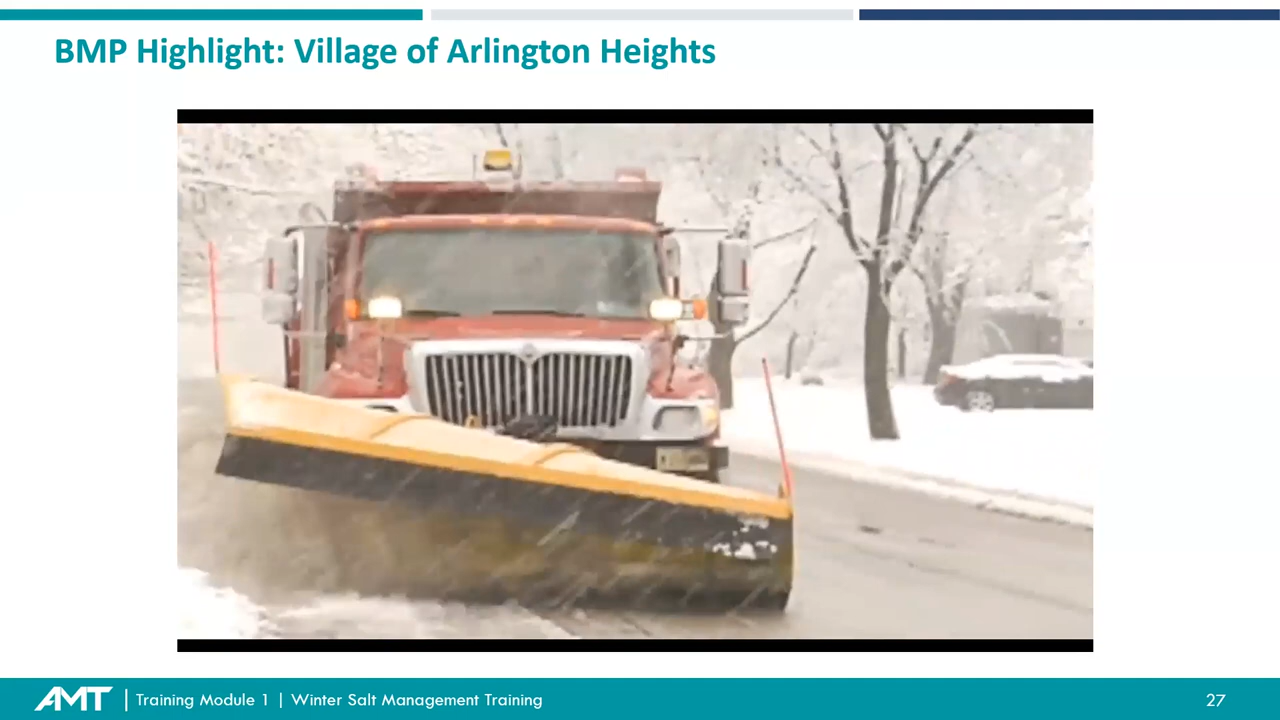 BMP Highlight: Village of Arlington Heights
AMT | Training Module 1 | Winter Salt Management Training
27